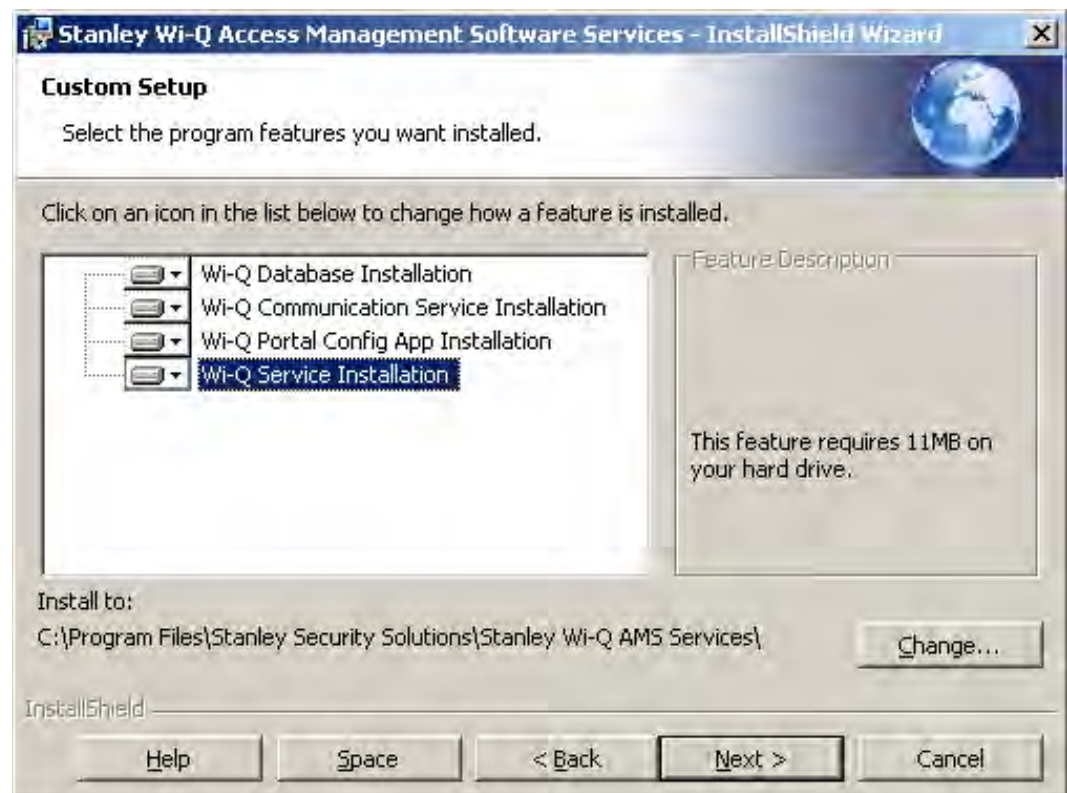 Stanley Wi-Q Access Management Software Services - InstallShield Wizard
Custom Setup
Select the program features you want installed.
Click on an icon in the list below to change how a feature is installed.
Wi-Q Database Installation
Wi-Q Communication Service Installation
Wi-Q Portal Config App Installation
Wi-Q Service Installation
Feature Description
This feature requires 11MB on
your hard drive.
Install to:
C:\Program Files\Stanley Security Solutions\Stanley Wi-Q AMS Services\
Change...
InstallShield
Help Space < Back Next > Cancel